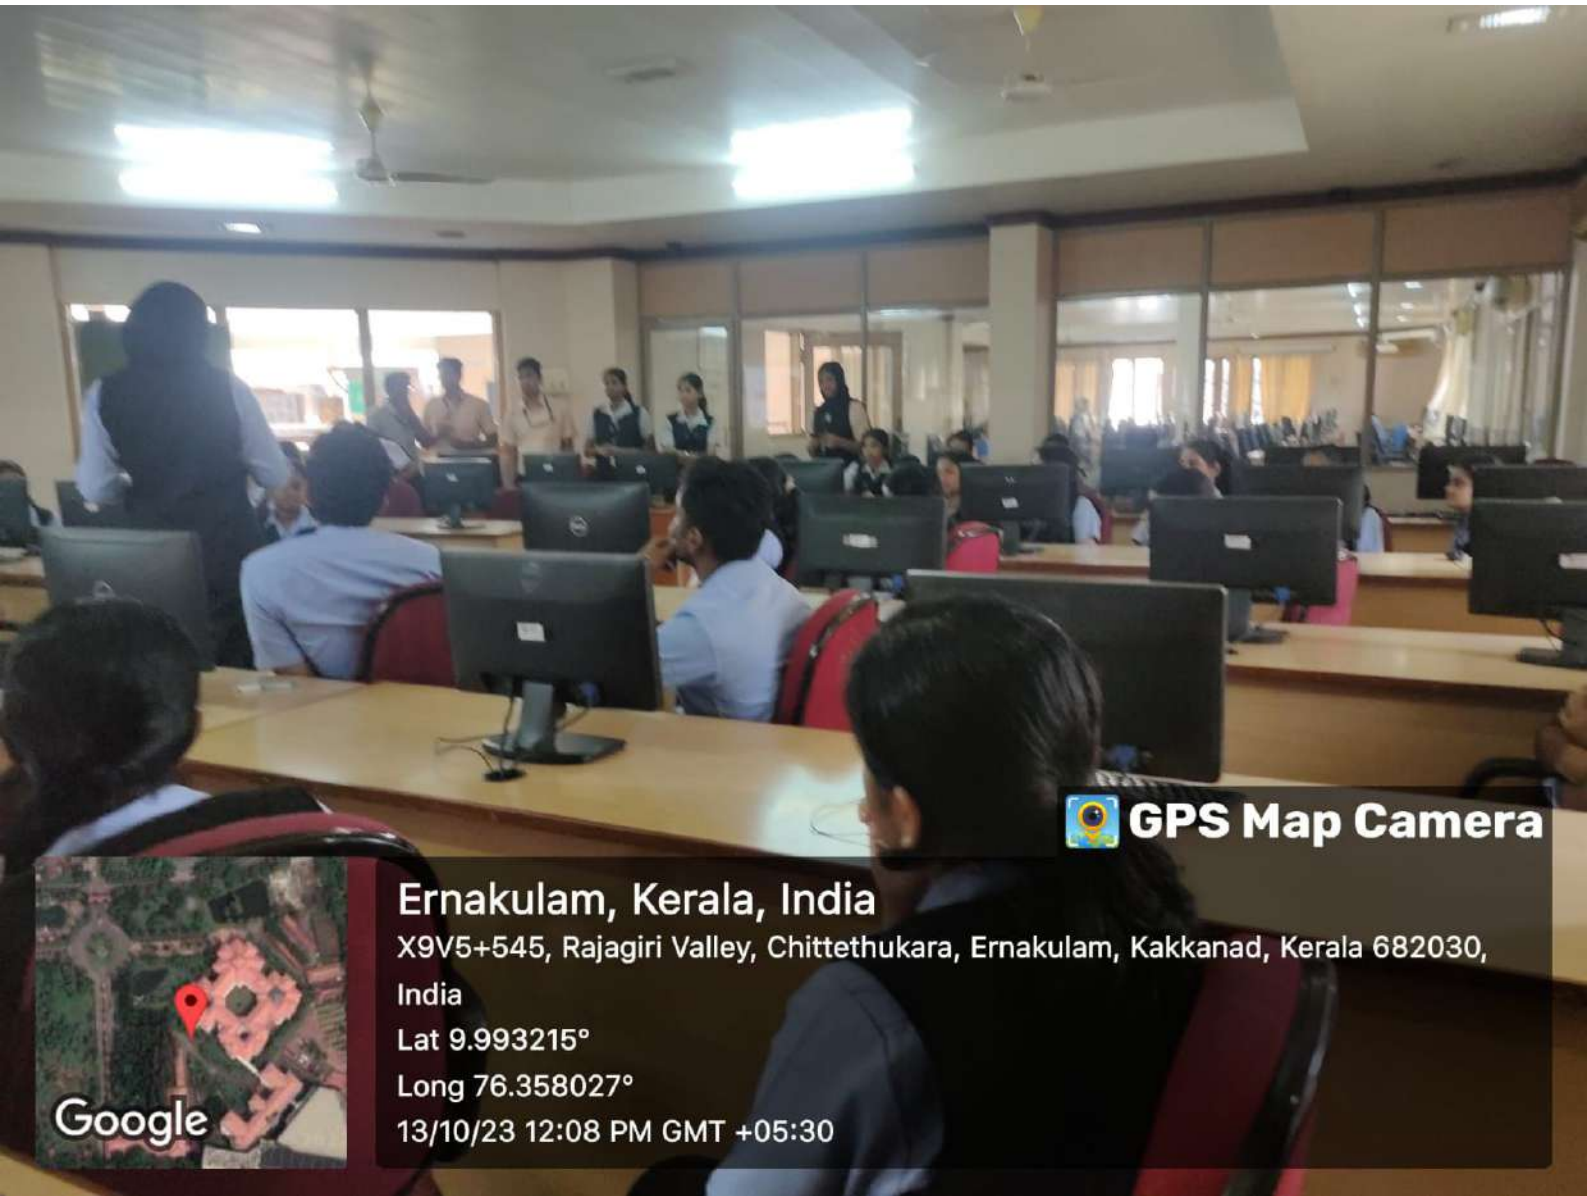 GPS Map Camera
Ernakulam, Kerala, India
X9V5+545, Rajagiri Valley, Chittethukara, Ernakulam, Kakkanad, Kerala 682030,
India
Lat 9.993215°
Long 76.358027°
13/10/23 12:08 PM GMT +05:30
Google